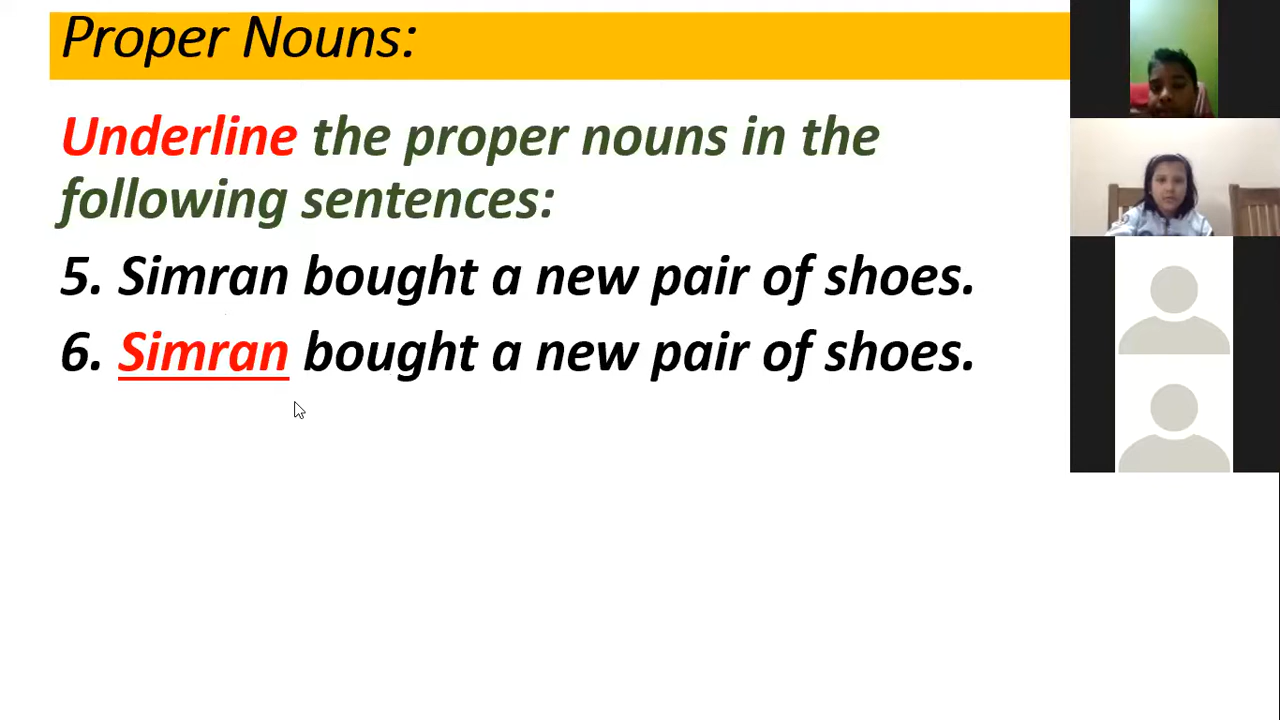 Proper Nouns:
Underline the proper nouns in the
following sentences:
5. Simran bought a new pair of shoes.
6. Simran bought a new pair of shoes.